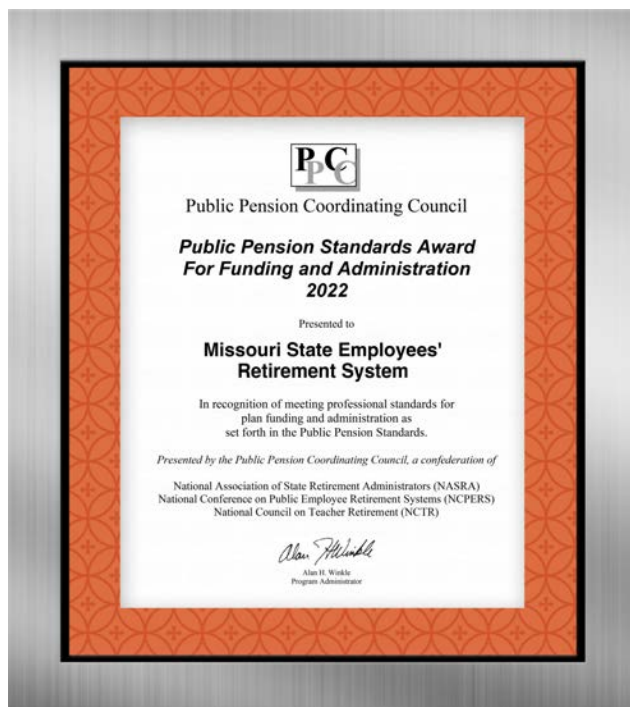 PPCC
Public Pension Coordinating Council
Public Pension Standards Award
For Funding and Administration
2022
Presented to
Missouri State Employees'
Retirement System
In recognition of meeting professional standards for
plan funding and administration as
set forth in the Public Pension Standards.
Presented by the Public Pension Coordinating Council, a confederation of
National Association of State Retirement Administrators (NASRA)
National Conference on Public Employee Retirement Systems (NCPERS)
National Council on Teacher Retirement (NCTR)
Alan H. Winkle
Alan H. Winkle
Program Administrator